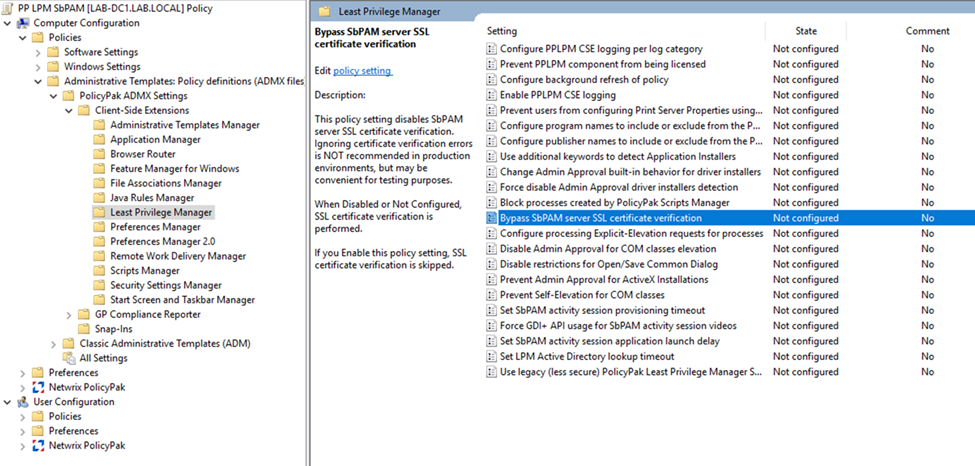 PP LPM SbPAM [LAB-DC1.LAB.LOCAL] Policy
Computer Configuration
Policies
Software Settings
Windows Settings
Administrative Templates: Policy definitions (ADMX files
PolicyPak ADMX Settings
Client-Side Extensions
Administrative Templates Manager
Application Manager
Browser Router
Feature Manager for Windows
File Associations Manager
Java Rules Manager
Least Privilege Manager
Preferences Manager
Preferences Manager 2.0
Remote Work Delivery Manager
Scripts Manager
Security Settings Manager
Start Screen and Taskbar Manager
GP Compliance Reporter
Snap-Ins
Classic Administrative Templates (ADM)
All Settings
Preferences
Netwrix PolicyPak
User Configuration
Policies
Preferences
Netwrix PolicyPak
Least Privilege Manager
Bypass SbPAM server SSL
certificate verification
Edit policy setting
Description:
This policy setting disables SbPAM
server SSL certificate verification.
Ignoring certificate verification errors
is NOT recommended in production
environments, but may be
convenient for testing purposes.
When Disabled or Not Configured,
SSL certificate verification is
performed.
If you Enable this policy setting, SSL
certificate verification is skipped.
Setting State Comment
Configure PPLPM CSE logging per log category Not configured No
Prevent PPLPM component from being licensed Not configured No
Configure background refresh of policy Not configured No
Enable PPLPM CSE logging Not configured No
Prevent users from configuring Print Server Properties using... Not configured No
Configure program names to include or exclude from the P... Not configured No
Configure publisher names to include or exclude from the P... Not configured No
Use additional keywords to detect Application Installers Not configured No
Change Admin Approval built-in behavior for driver installers Not configured No
Force disable Admin Approval driver installers detection Not configured No
Block processes created by PolicyPak Scripts Manager Not configured No
Bypass SbPAM server SSL certificate verification Not configured No
Configure processing Explicit-Elevation requests for processes Not configured No
Disable Admin Approval for COM classes elevation Not configured No
Disable restrictions for Open/Save Common Dialog Not configured No
Prevent Admin Approval for ActiveX Installations Not configured No
Prevent Self-Elevation for COM classes Not configured No
Set SbPAM activity session provisioning timeout Not configured No
Force GDI+ API usage for SbPAM activity session videos Not configured No
Set SbPAM activity session application launch delay Not configured No
Set LPM Active Directory lookup timeout Not configured No
Use legacy (less secure) PolicyPak Least Privilege Manager S... Not configured No